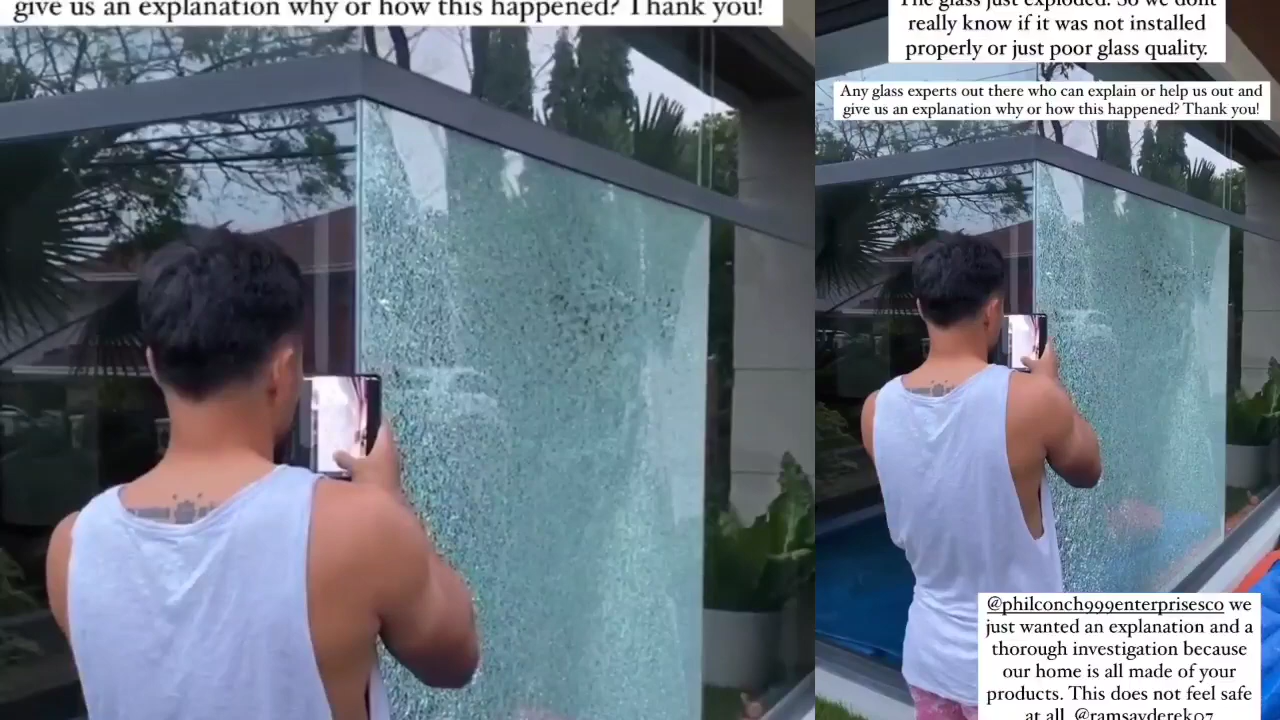 give us an explanation why or how this happened? Thank you!
The glass just exploded. So we dont
really know if it was not installed
properly or just poor glass quality.
Any glass experts out there who can explain or help us out and
give us an explanation why or how this happened? Thank you!
@philconch999enterprisesco we
just wanted an explanation and a
thorough investigation because
our home is all made of your
products. This does not feel safe
at all. @ramsayderek07